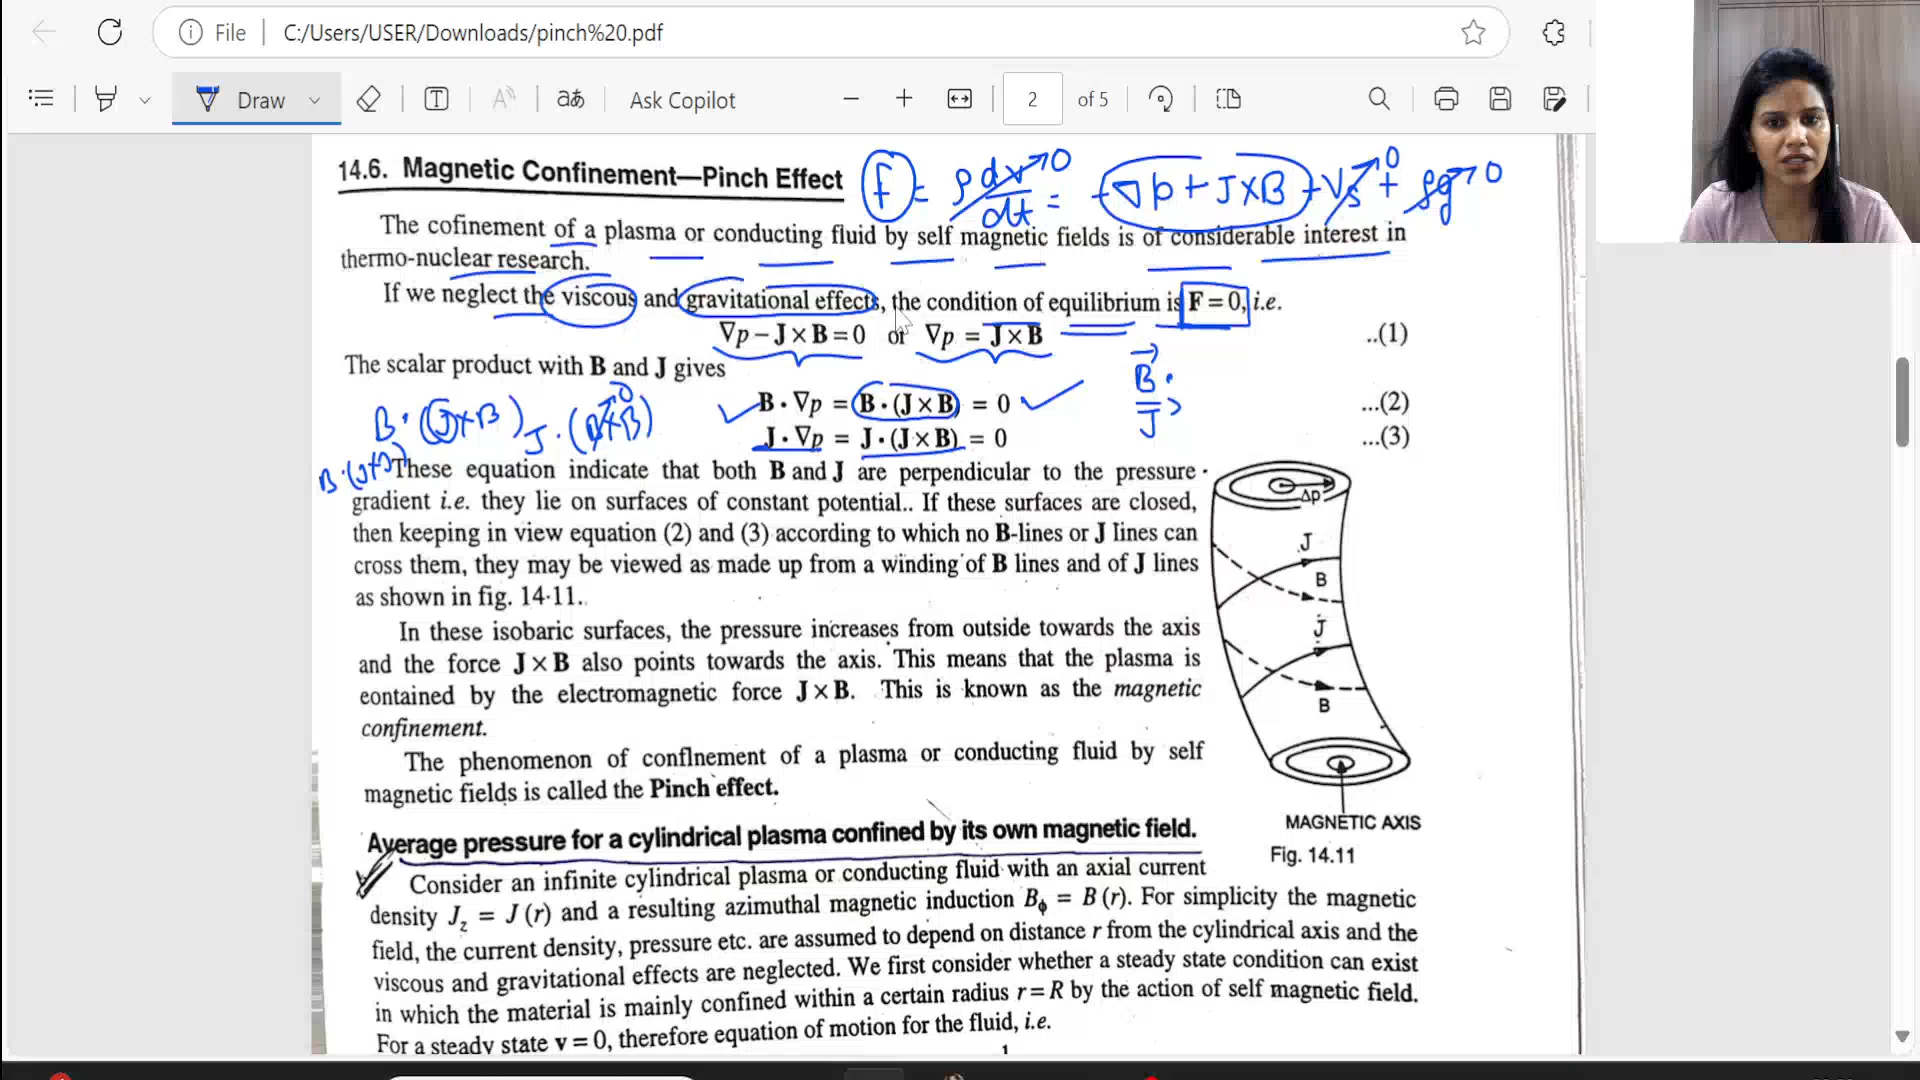 File C:/Users/USER/Downloads/pinch%20.pdf
Draw Ask Copilot 2 of 5
14.6. Magnetic Confinement—Pinch Effect
f = ρ dv/dt → 0 = -∇p + J×B + Vs → 0 + ρg → 0
The cofinement of a plasma or conducting fluid by self magnetic fields is of considerable interest in
thermo-nuclear research.
If we neglect the viscous and gravitational effects, the condition of equilibrium is F = 0, i.e.
∇p – J × B = 0 or ∇p = J × B ..(1)
The scalar product with B and J gives
B · ∇p = B · (J × B) = 0 ...(2)
J · ∇p = J · (J × B) = 0 ...(3)
B · (J×B)
B ·
J
These equation indicate that both B and J are perpendicular to the pressure
gradient i.e. they lie on surfaces of constant potential.. If these surfaces are closed,
then keeping in view equation (2) and (3) according to which no B-lines or J lines can
cross them, they may be viewed as made up from a winding of B lines and of J lines
as shown in fig. 14·11.
In these isobaric surfaces, the pressure increases from outside towards the axis
and the force J × B also points towards the axis. This means that the plasma is
eontained by the electromagnetic force J × B. This is known as the magnetic
confinement.
The phenomenon of confInement of a plasma or conducting fluid by self
magnetic fields is called the Pinch effect.
Δp
J
B
J
B
MAGNETIC AXIS
Fig. 14.11
Average pressure for a cylindrical plasma confined by its own magnetic field.
Consider an infinite cylindrical plasma or conducting fluid with an axial current
density J_z = J (r) and a resulting azimuthal magnetic induction B_ϕ = B (r). For simplicity the magnetic
field, the current density, pressure etc. are assumed to depend on distance r from the cylindrical axis and the
viscous and gravitational effects are neglected. We first consider whether a steady state condition can exist
in which the material is mainly confined within a certain radius r = R by the action of self magnetic field.
For a steady state v = 0, therefore equation of motion for the fluid, i.e.